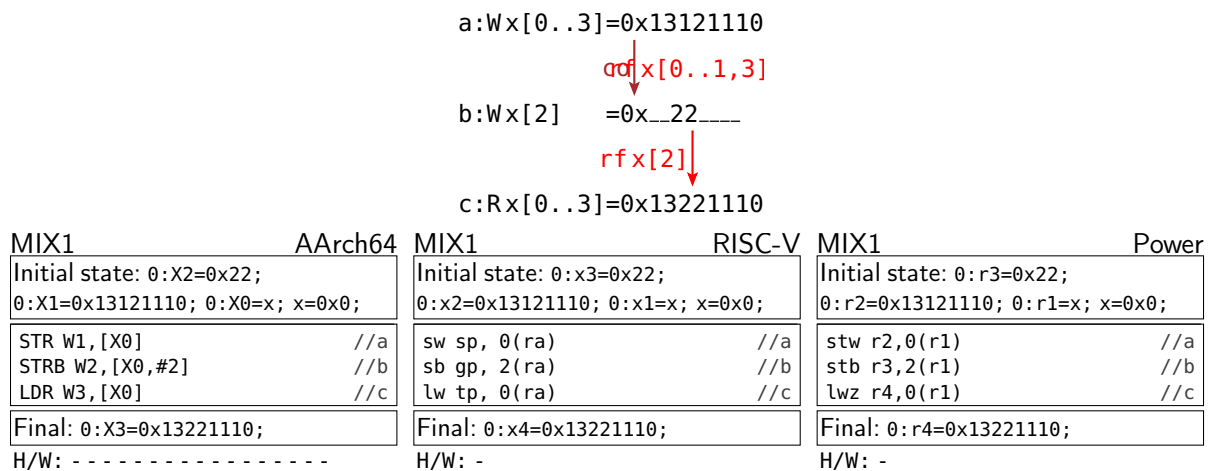 a:Wx[0..3]=0x13121110
co rf x[0..1,3]
b:Wx[2] =0x__22____
rf x[2]
c:Rx[0..3]=0x13221110
MIX1 AArch64
Initial state: 0:X2=0x22;
0:X1=0x13121110; 0:X0=x; x=0x0;
STR W1,[X0] //a
STRB W2,[X0,#2] //b
LDR W3,[X0] //c
Final: 0:X3=0x13221110;
H/W: - - - - - - - - - - - - - - - - -
MIX1 RISC-V
Initial state: 0:x3=0x22;
0:x2=0x13121110; 0:x1=x; x=0x0;
sw sp, 0(ra) //a
sb gp, 2(ra) //b
lw tp, 0(ra) //c
Final: 0:x4=0x13221110;
H/W: -
MIX1 Power
Initial state: 0:r3=0x22;
0:r2=0x13121110; 0:r1=x; x=0x0;
stw r2,0(r1) //a
stb r3,2(r1) //b
lwz r4,0(r1) //c
Final: 0:r4=0x13221110;
H/W: -